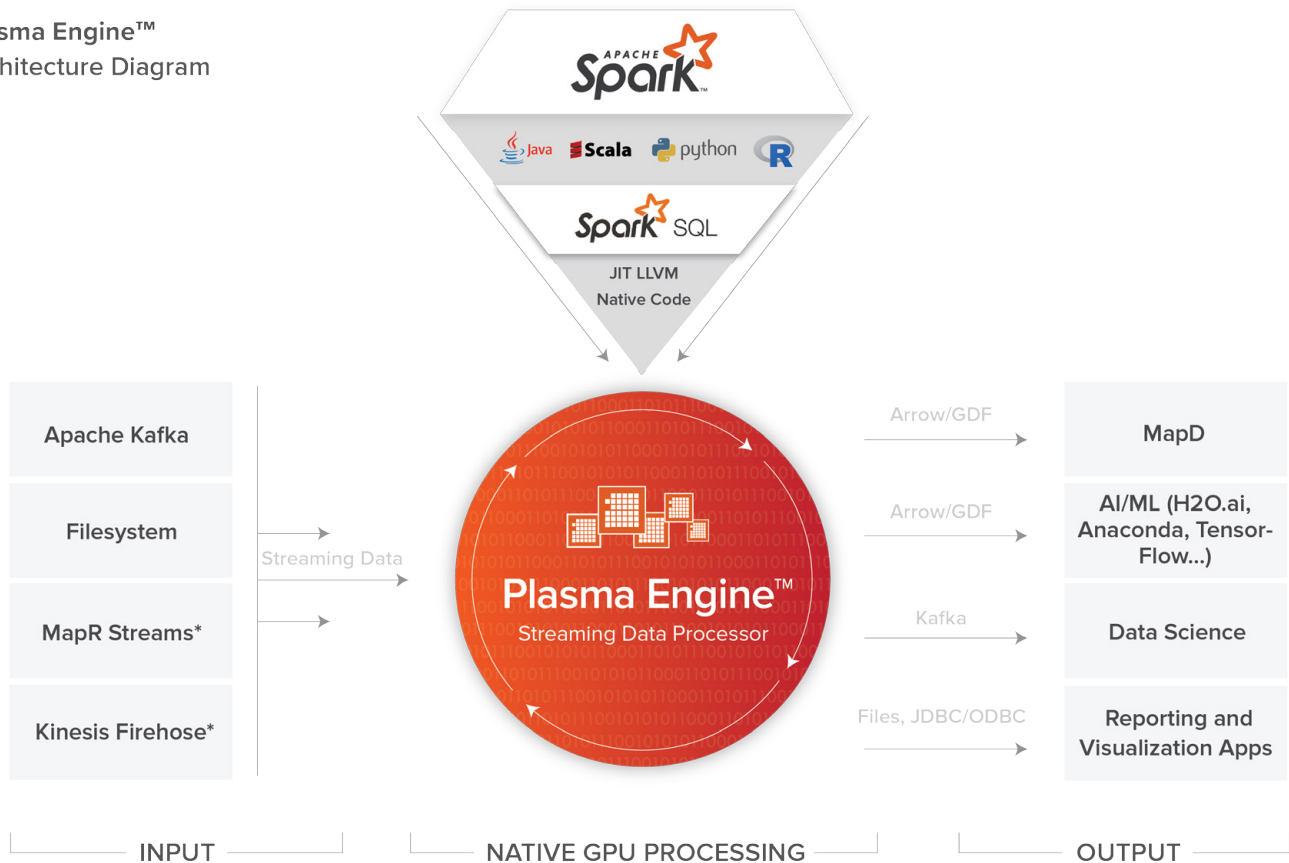 sma Engine™
hitecture Diagram
APACHE
Spark™
Java Scala python R
Spark SQL
JIT LLVM
Native Code
Apache Kafka
Filesystem
MapR Streams*
Kinesis Firehose*
Streaming Data
Plasma Engine™
Streaming Data Processor
Arrow/GDF
MapD
Arrow/GDF
AI/ML (H2O.ai,
Anaconda, Tensor-
Flow...)
Kafka
Data Science
Files, JDBC/ODBC
Reporting and
Visualization Apps
INPUT
NATIVE GPU PROCESSING
OUTPUT